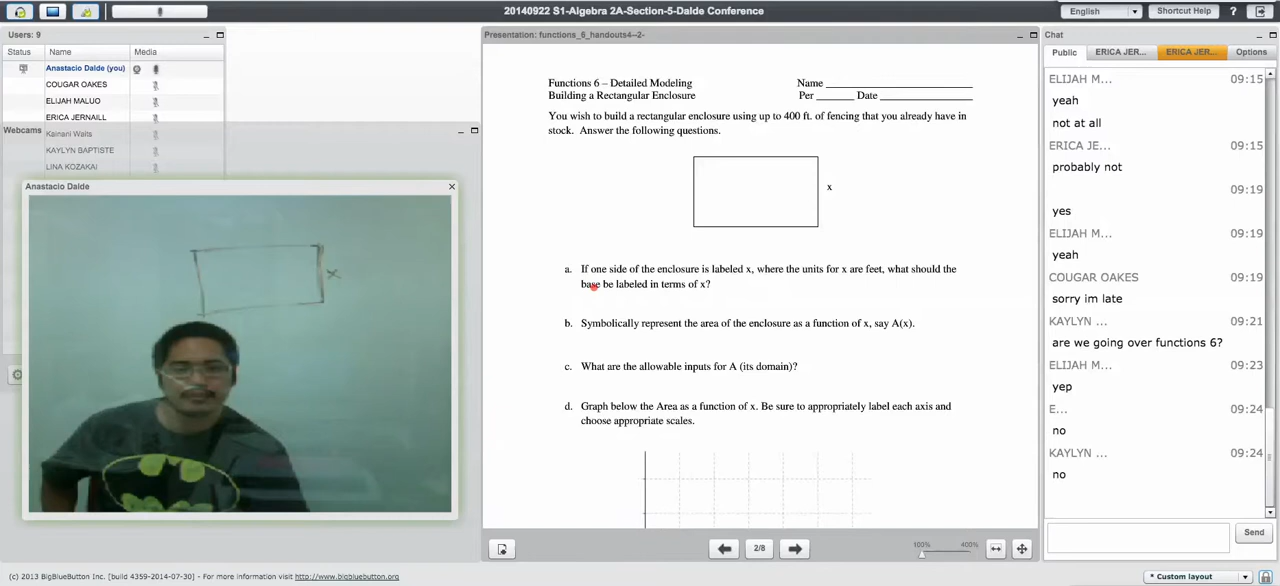 20140922 S1-Algebra 2A-Section-5-Dalde Conference
English
Shortcut Help
?
Users: 9
Status Name Media
Anastacio Dalde (you)
COUGAR OAKES
ELIJAH MALUO
ERICA JERNAILL
Kainani Waits
KAYLYN BAPTISTE
LINA KOZAKAI
Webcams
Anastacio Dalde
x
Presentation: functions_6_handouts4--2-
Functions 6 – Detailed Modeling
Building a Rectangular Enclosure
Name
Per Date
You wish to build a rectangular enclosure using up to 400 ft. of fencing that you already have in
stock. Answer the following questions.
x
a. If one side of the enclosure is labeled x, where the units for x are feet, what should the
base be labeled in terms of x?
b. Symbolically represent the area of the enclosure as a function of x, say A(x).
c. What are the allowable inputs for A (its domain)?
d. Graph below the Area as a function of x. Be sure to appropriately label each axis and
choose appropriate scales.
2/8
100% 400%
Chat
Public ERICA JER... ERICA JER... Options
ELIJAH M... 09:15
yeah
not at all
ERICA JE... 09:15
probably not
09:19
yes
ELIJAH M... 09:19
yeah
COUGAR OAKES 09:19
sorry im late
KAYLYN ... 09:21
are we going over functions 6?
ELIJAH M... 09:23
yep
E... 09:24
no
KAYLYN ... 09:24
no
Send
(c) 2013 BigBlueButton Inc. [build 4359-2014-07-30] - For more information visit http://www.bigbluebutton.org
* Custom layout